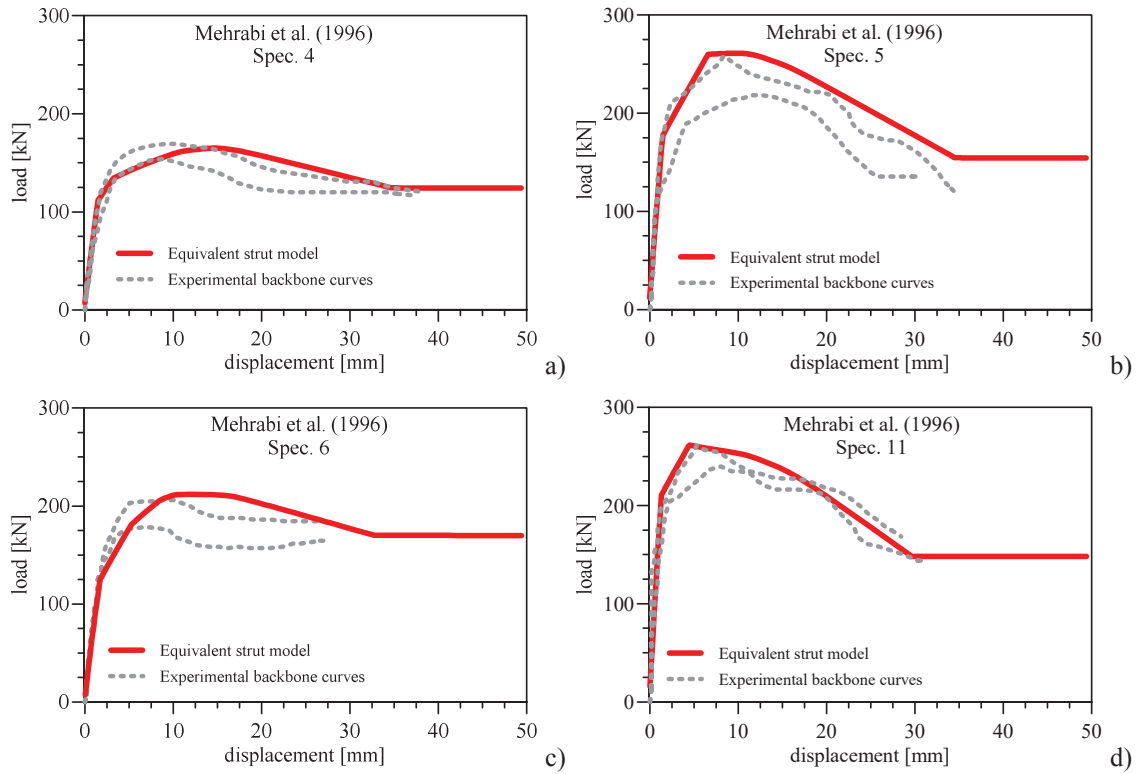 Mehrabi et al. (1996)
Spec. 4
300
200
100
0
load [kN]
Equivalent strut model
Experimental backbone curves
0 10 20 30 40 50
displacement [mm]
a)
Mehrabi et al. (1996)
Spec. 5
300
200
100
0
load [kN]
Equivalent strut model
Experimental backbone curves
0 10 20 30 40 50
displacement [mm]
b)
Mehrabi et al. (1996)
Spec. 6
300
200
100
0
load [kN]
Equivalent strut model
Experimental backbone curves
0 10 20 30 40 50
displacement [mm]
c)
Mehrabi et al. (1996)
Spec. 11
300
200
100
0
load [kN]
Equivalent strut model
Experimental backbone curves
0 10 20 30 40 50
displacement [mm]
d)